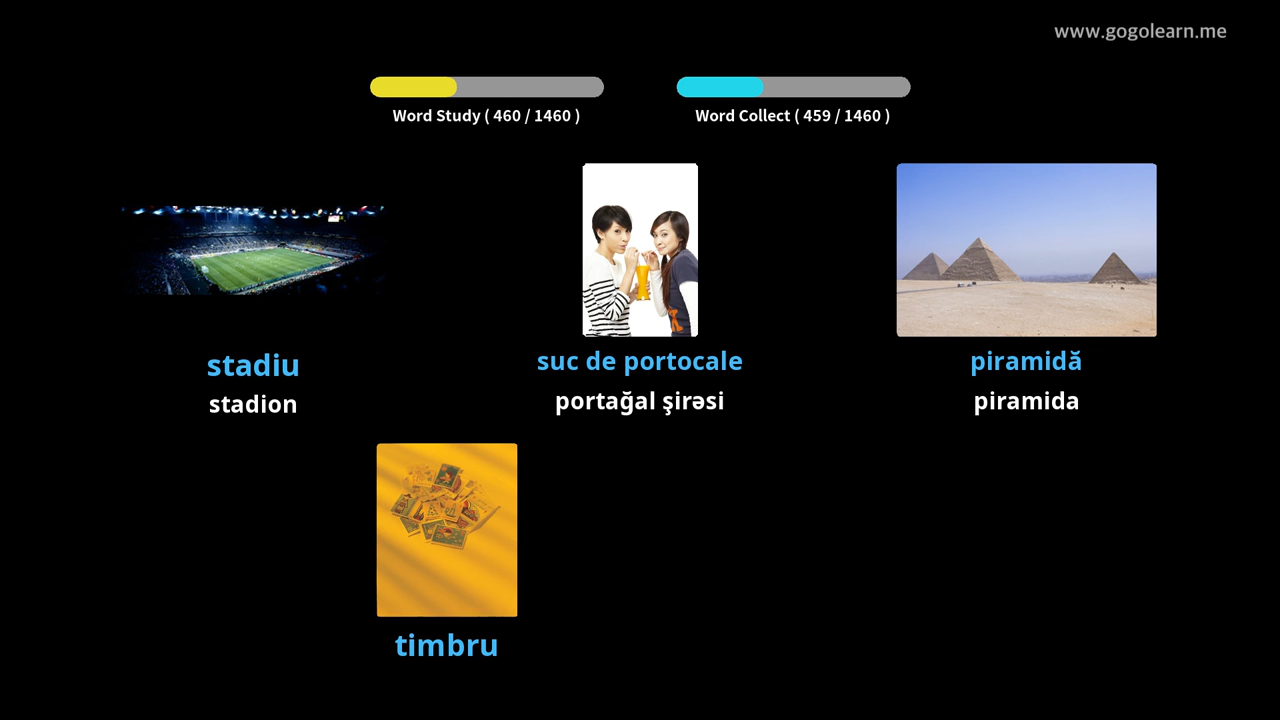 www.gogolearn.me
Word Study ( 460 / 1460 )
Word Collect ( 459 / 1460 )
stadiu
suc de portocale
piramidă
stadion
portağal şirəsi
piramida
timbru